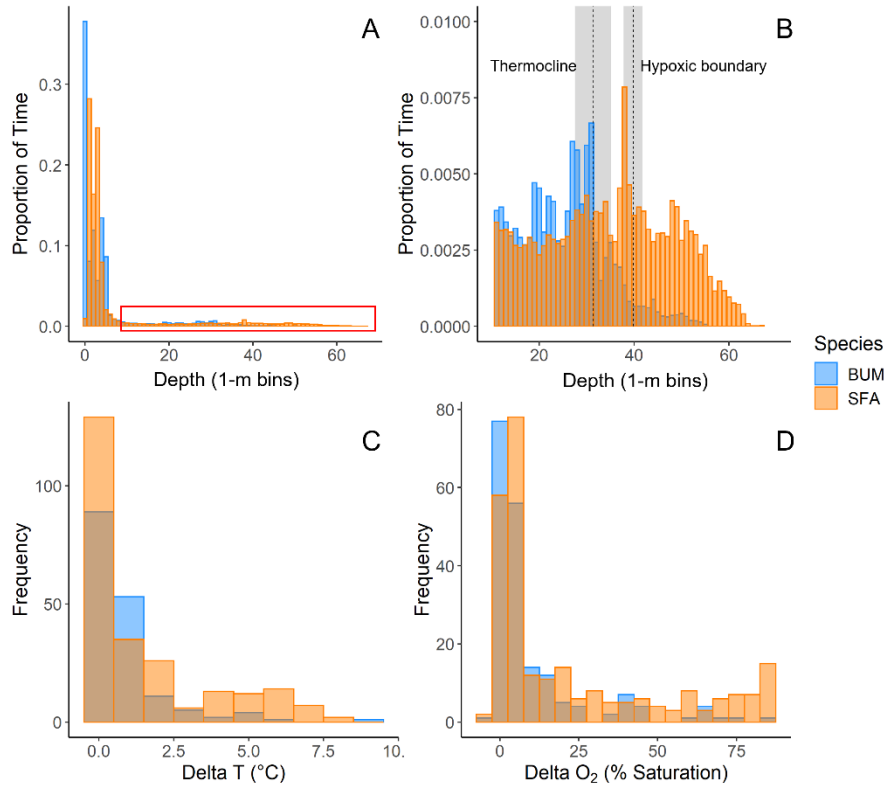 A
Proportion of Time
0.3
0.2
0.1
0.0
0 20 40 60
Depth (1-m bins)
B
Proportion of Time
0.0100
0.0075
0.0050
0.0025
0.0000
Thermocline
Hypoxic boundary
20 40 60
Depth (1-m bins)
Species
BUM
SFA
C
Frequency
100
50
0
0.0 2.5 5.0 7.5 10.
Delta T (°C)
D
Frequency
80
60
40
20
0
0 25 50 75
Delta O₂ (% Saturation)